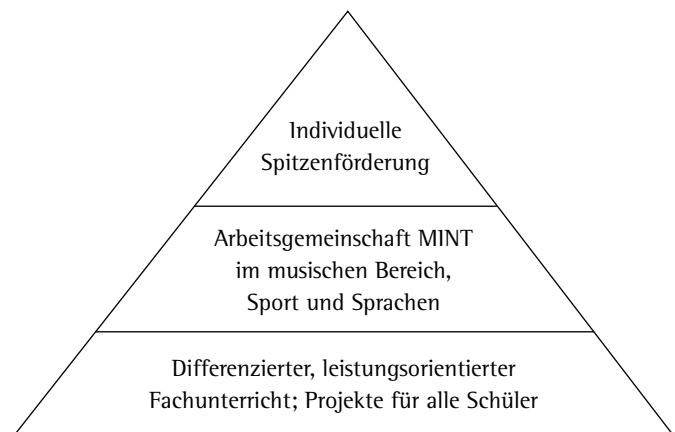 Individuelle
Spitzenförderung
Arbeitsgemeinschaft MINT
im musischen Bereich,
Sport und Sprachen
Differenzierter, leistungsorientierter
Fachunterricht; Projekte für alle Schüler